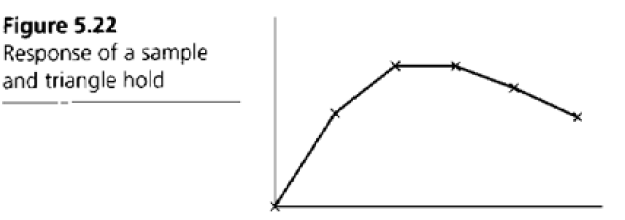 Figure 5.22
Response of a sample
and triangle hold